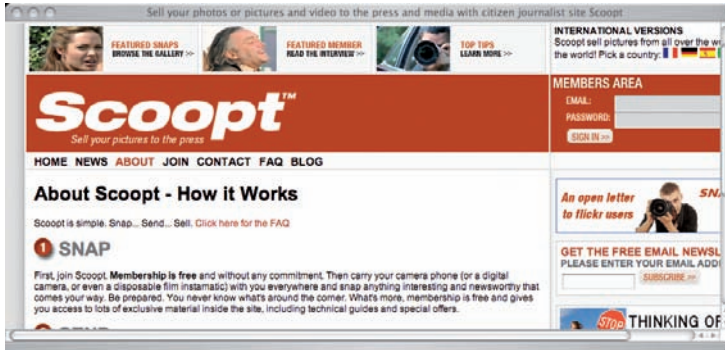 Sell your photos or pictures and video to the press and media with citizen journalist site Scoopt
FEATURED SNAPS
BROWSE THE GALLERY >>
FEATURED MEMBER
READ THE INTERVIEW >>
TOP TIPS
LEARN MORE >>
INTERNATIONAL VERSIONS
Scoopt sell pictures from all over the
the world! Pick a country:
Scoopt™
Sell your pictures to the press
MEMBERS AREA
EMAIL:
PASSWORD:
SIGN IN >>
HOME NEWS ABOUT JOIN CONTACT FAQ BLOG
About Scoopt - How it Works
Scoopt is simple. Snap... Send... Sell. Click here for the FAQ
1 SNAP
First, join Scoopt. Membership is free and without any commitment. Then carry your camera phone (or a digital
camera, or even a disposable film instamatic) with you everywhere and snap anything interesting and newsworthy that
comes your way. Be prepared. You never know what's around the corner. What's more, membership is free and gives
you access to lots of exclusive material inside the site, including technical guides and special offers.
An open letter
to flickr users
SN
GET THE FREE EMAIL NEWSL
PLEASE ENTER YOUR EMAIL ADD
SUBSCRIBE >>
STOP
THINKING OF